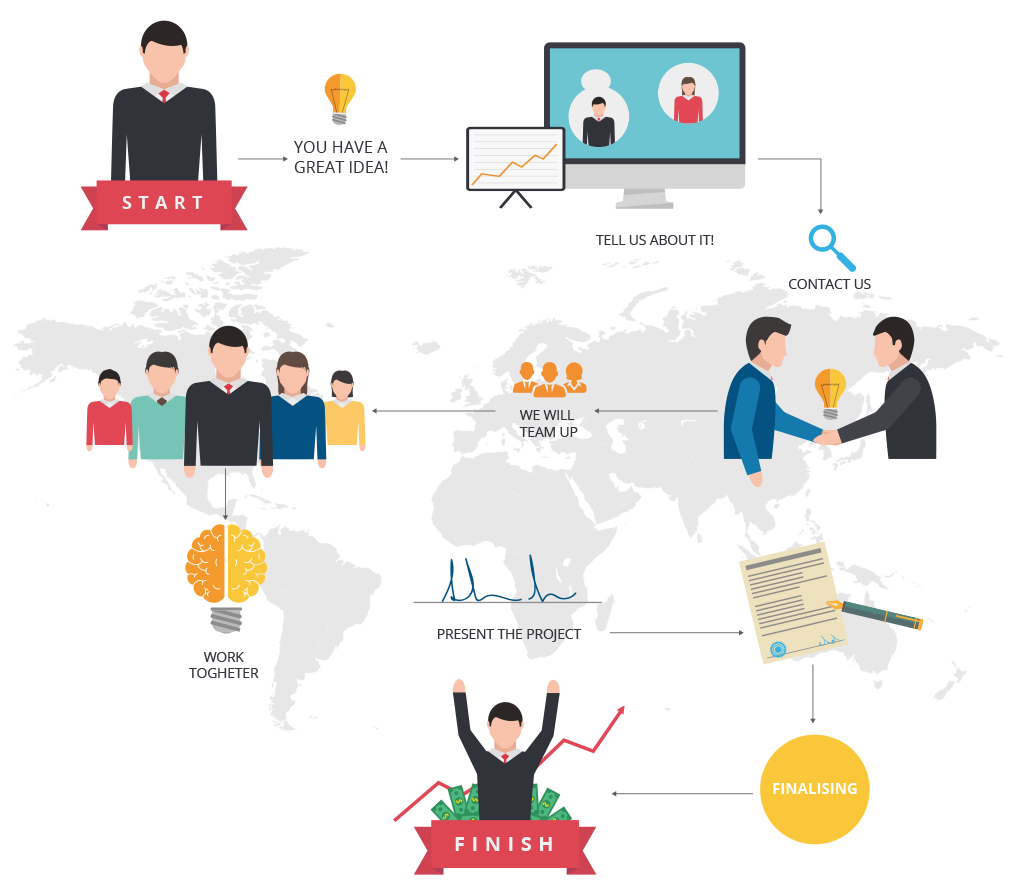 START
YOU HAVE A
GREAT IDEA!
TELL US ABOUT IT!
CONTACT US
WE WILL
TEAM UP
WORK
TOGHETER
PRESENT THE PROJECT
FINALISING
FINISH